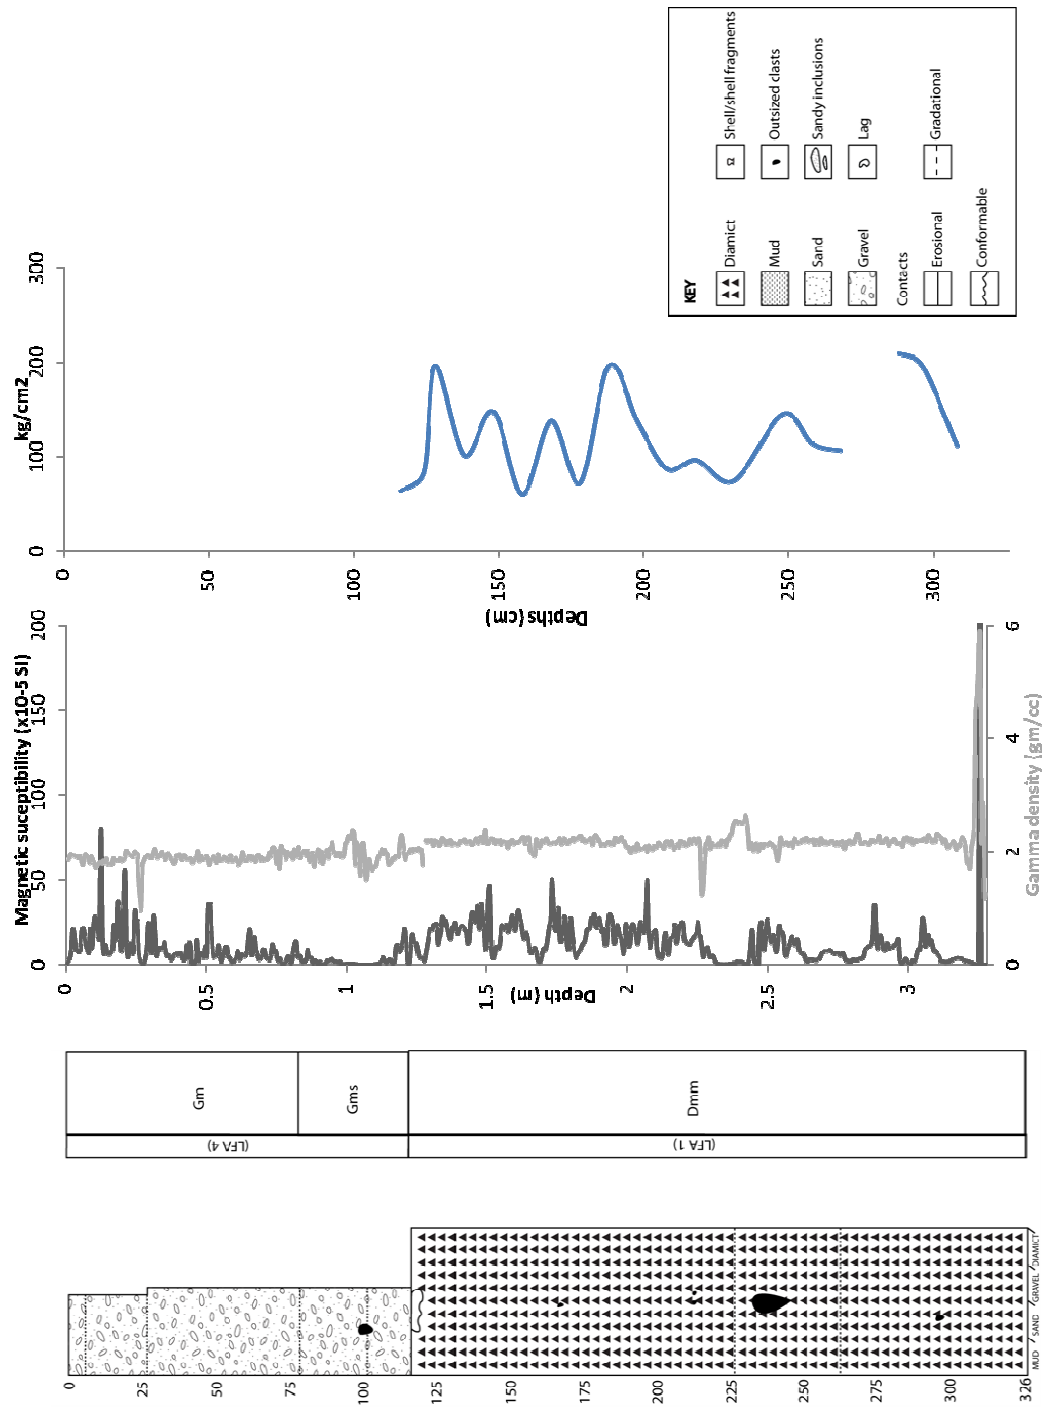 KEY
Diamict
Mud
Sand
Gravel
Contacts
Erosional
Conformable
Shell/shell fragments
Outsized clasts
Sandy inclusions
Lag
Gradational
kg/cm2
0
100
200
300
0
50
100
150
200
250
300
Depths (cm)
Magnetic suceptibility (x10-5 SI)
0
50
100
150
200
0
0.5
1
1.5
2
2.5
3
Depth (m)
0
2
4
6
Gamma density (gm/cc)
Gm
Gms
Dmm
(LFA 4)
(LFA 1)
0
25
50
75
100
125
150
175
200
225
250
275
300
326
MUD
SAND
GRAVEL
DIAMICT